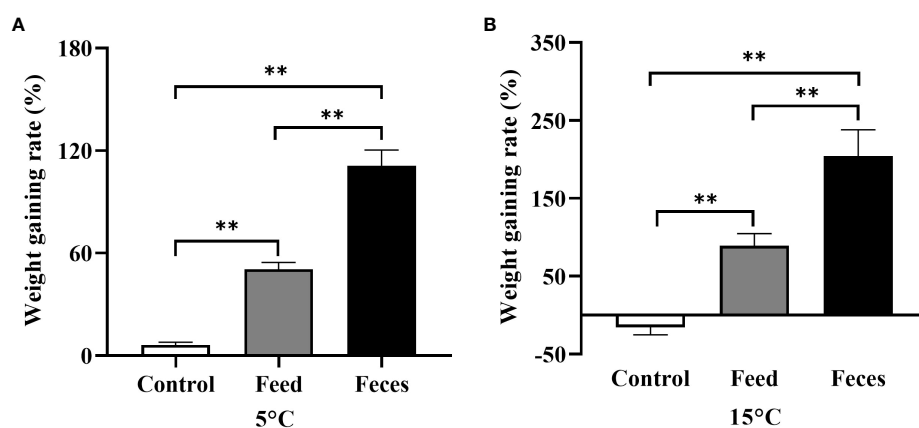 A
Weight gaining rate (%)
180
120
60
0
**
**
**
Control Feed Feces
5°C
B
Weight gaining rate (%)
350
250
150
50
-50
**
**
**
Control Feed Feces
15°C